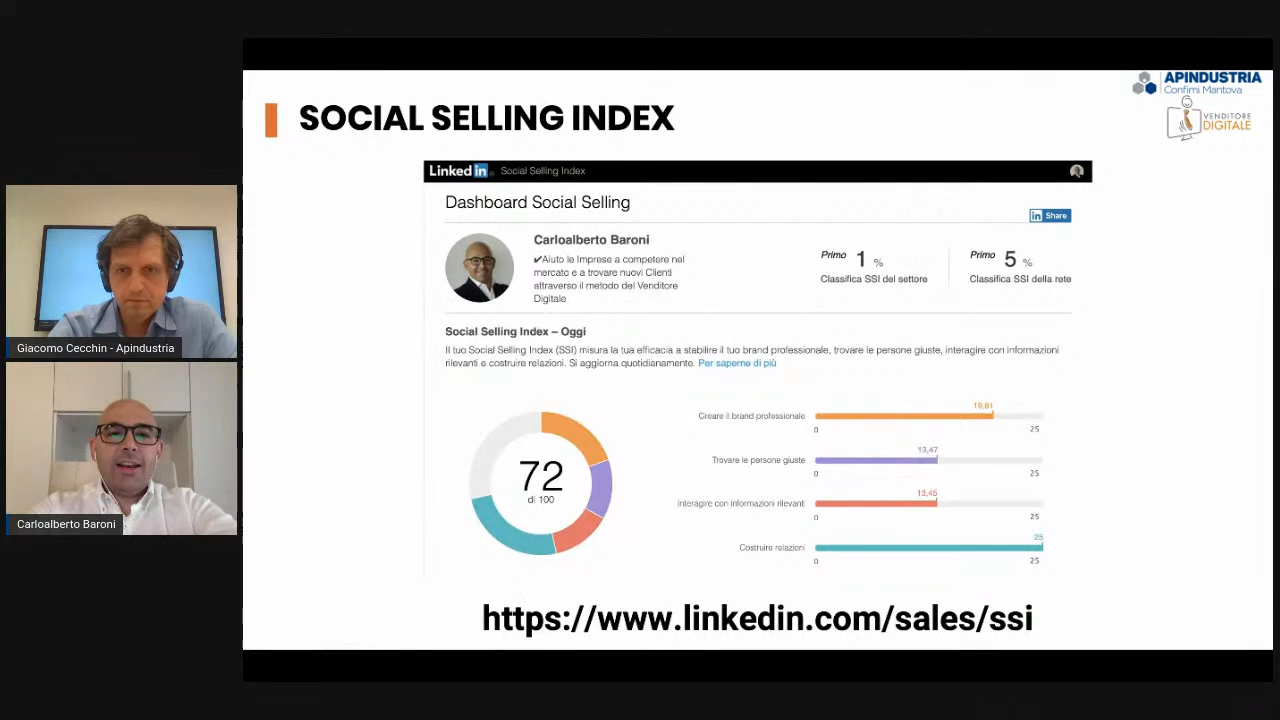 APINDUSTRIA
Confimi Mantova
VENDITORE
DIGITALE
SOCIAL SELLING INDEX
Linked in Social Selling Index
Dashboard Social Selling
in Share
Carloalberto Baroni
✔Aiuto le Imprese a competere nel
mercato e a trovare nuovi Clienti
attraverso il metodo del Venditore
Digitale
Primo 1 %
Classifica SSI del settore
Primo 5 %
Classifica SSI della rete
Social Selling Index – Oggi
Il tuo Social Selling Index (SSI) misura la tua efficacia a stabilire il tuo brand professionale, trovare le persone giuste, interagire con informazioni
rilevanti e costruire relazioni. Si aggiorna quotidianamente. Per saperne di più
72
di 100
19,61
Creare il brand professionale
0 25
13,47
Trovare le persone giuste
0 25
13,45
Interagire con informazioni rilevanti
0 25
25
Costruire relazioni
0 25
https://www.linkedin.com/sales/ssi
Giacomo Cecchin - Apindustria
Carloalberto Baroni